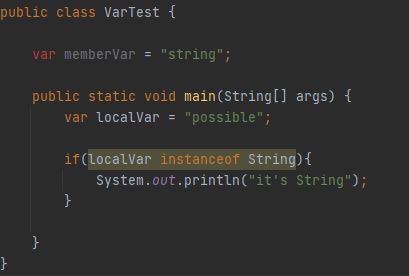 public class VarTest {
var memberVar = "string";
public static void main(String[] args) {
var localVar = "possible";
if(localVar instanceof String){
System.out.println("it's String");
}
}
}